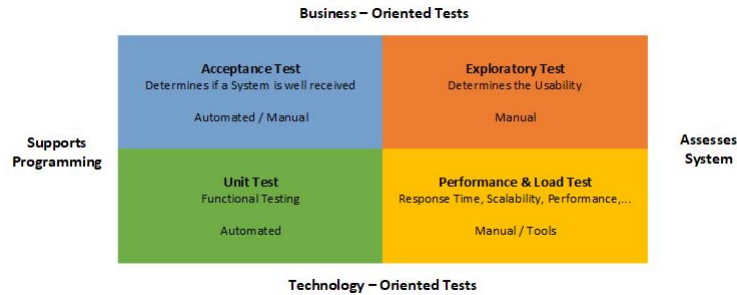 Business – Oriented Tests
Acceptance Test
Determines if a System is well received
Automated / Manual
Exploratory Test
Determines the Usability
Manual
Supports
Programming
Assesses
System
Unit Test
Functional Testing
Automated
Performance & Load Test
Response Time, Scalability, Performance,...
Manual / Tools
Technology – Oriented Tests